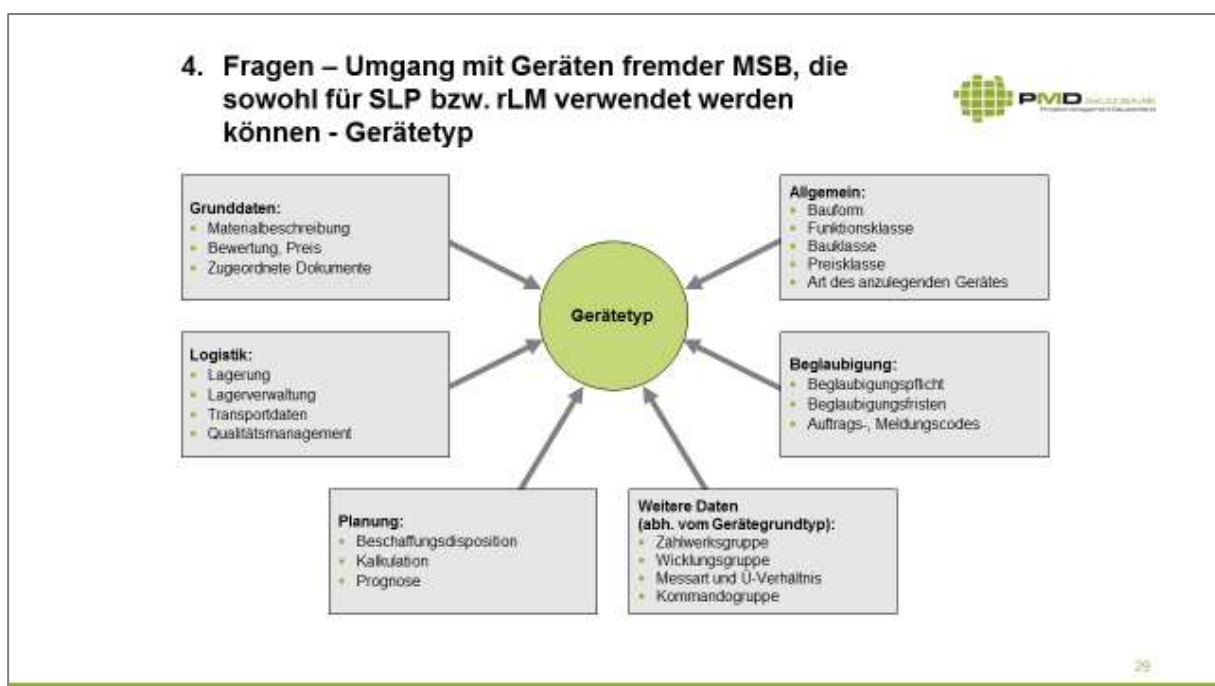 4. Fragen – Umgang mit Geräten fremder MSB, die
sowohl für SLP bzw. rLM verwendet werden
können - Gerätetyp
PMD
Grunddaten:
Materialbeschreibung
Bewertung, Preis
Zugeordnete Dokumente
Allgemein:
Bauform
Funktionsklasse
Bauklasse
Preisklasse
Art des anzulegenden Gerätes
Gerätetyp
Logistik:
Lagerung
Lagerverwaltung
Transportdaten
Qualitätsmanagement
Beglaubigung:
Beglaubigungspflicht
Beglaubigungsfristen
Auftrags-, Meldungscodes
Planung:
Beschaffungsdisposition
Kalkulation
Prognose
Weitere Daten
(abh. vom Gerätegrundtyp):
Zählwerksgruppe
Wicklungsgruppe
Messart und Ü-Verhältnis
Kommandogruppe
29